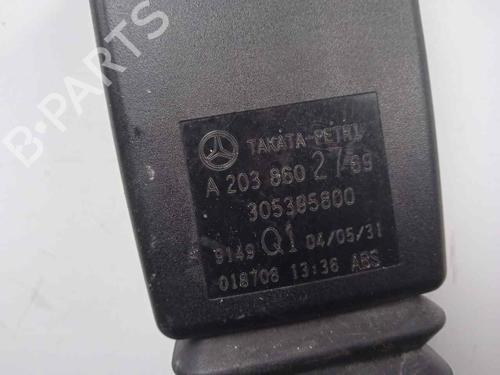 B-PARTS
TAKATA-PETRI
A 203 860 27 69
305385800
9149 Q1 04/05/31
018708 13:36 ABS